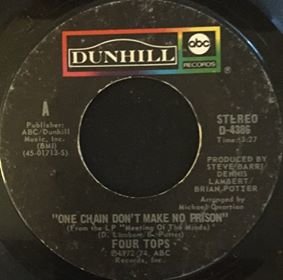 DUNHILL
abc
RECORDS
A
Publisher:
ABC/Dunhill
Music, Inc.
(BMI)
(45-01713-S)
STEREO
D-4386
Time: 3:27
PRODUCED BY
STEVE BARRI
DENNIS
LAMBERT/
BRIAN POTTER
Arranged by
Michael Omartian
"ONE CHAIN DON'T MAKE NO PRISON"
(From the LP "Meeting Of The Minds")
D. Lambert B. Potter
FOUR TOPS
ABC
Records, Inc.